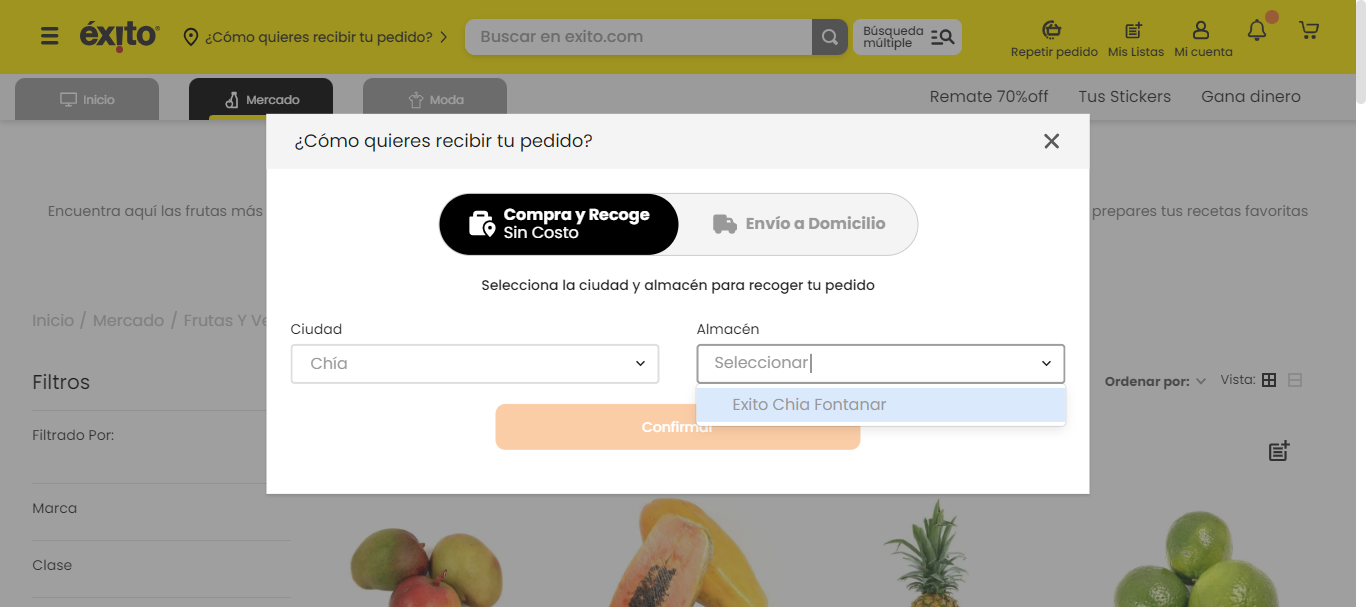 éxito
¿Cómo quieres recibir tu pedido?
Buscar en exito.com
Búsqueda
múltiple
Repetir pedido
Mis Listas
Mi cuenta
Inicio
Mercado
Moda
Remate 70%off
Tus Stickers
Gana dinero
¿Cómo quieres recibir tu pedido?
Encuentra aquí las frutas más
prepares tus recetas favoritas
Compra y Recoge
Sin Costo
Envío a Domicilio
Selecciona la ciudad y almacén para recoger tu pedido
Inicio / Mercado / Frutas Y Ve
Ciudad
Almacén
Chía
Seleccionar
Filtros
Ordenar por:
Vista:
Exito Chia Fontanar
Confirmar
Filtrado Por:
Marca
Clase